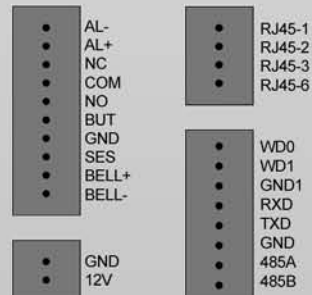 AL-
AL+
NC
COM
NO
BUT
GND
SES
BELL+
BELL-
GND
12V
RJ45-1
RJ45-2
RJ45-3
RJ45-6
WD0
WD1
GND1
RXD
TXD
GND
485A
485B